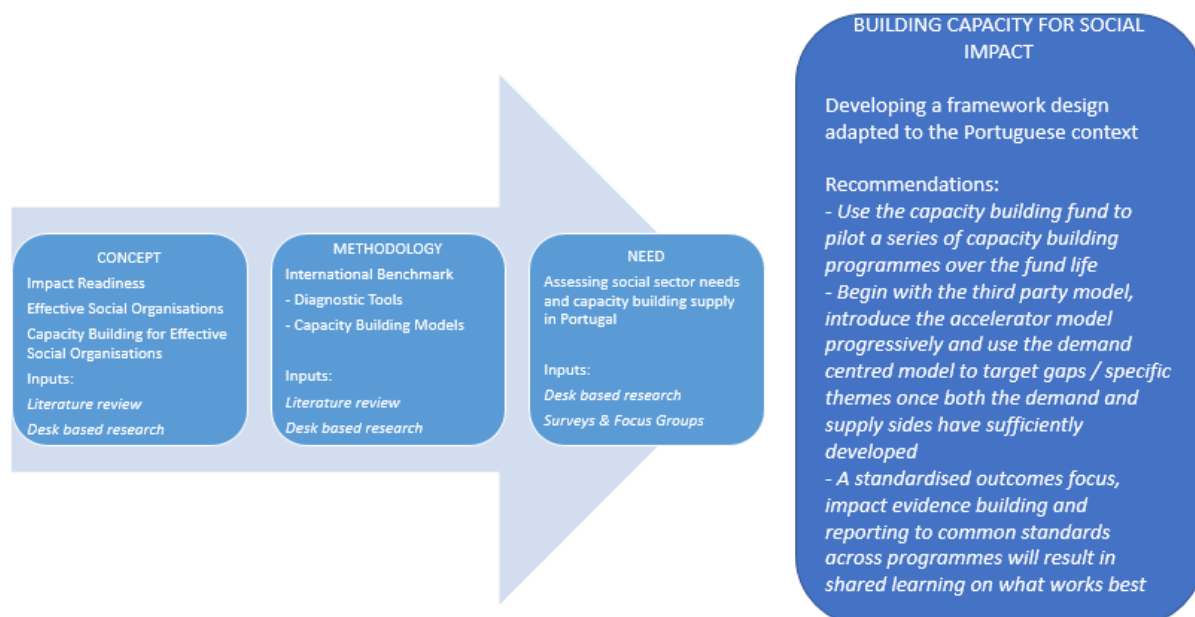 CONCEPT
Impact Readiness
Effective Social Organisations
Capacity Building for Effective
Social Organisations
Inputs:
Literature review
Desk based research
METHODOLOGY
International Benchmark
- Diagnostic Tools
- Capacity Building Models
Inputs:
Literature review
Desk based research
NEED
Assessing social sector needs
and capacity building supply
in Portugal
Inputs:
Desk based research
Surveys & Focus Groups
BUILDING CAPACITY FOR SOCIAL
IMPACT
Developing a framework design
adapted to the Portuguese context
Recommendations:
- Use the capacity building fund to
pilot a series of capacity building
programmes over the fund life
- Begin with the third party model,
introduce the accelerator model
progressively and use the demand
centred model to target gaps / specific
themes once both the demand and
supply sides have sufficiently
developed
- A standardised outcomes focus,
impact evidence building and
reporting to common standards
across programmes will result in
shared learning on what works best